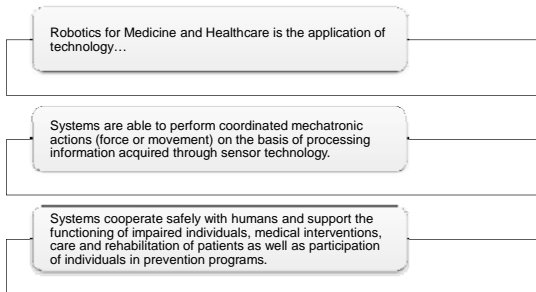 Robotics for Medicine and Healthcare is the application of
technology…
Systems are able to perform coordinated mechatronic
actions (force or movement) on the basis of processing
information acquired through sensor technology.
Systems cooperate safely with humans and support the
functioning of impaired individuals, medical interventions,
care and rehabilitation of patients as well as participation
of individuals in prevention programs.